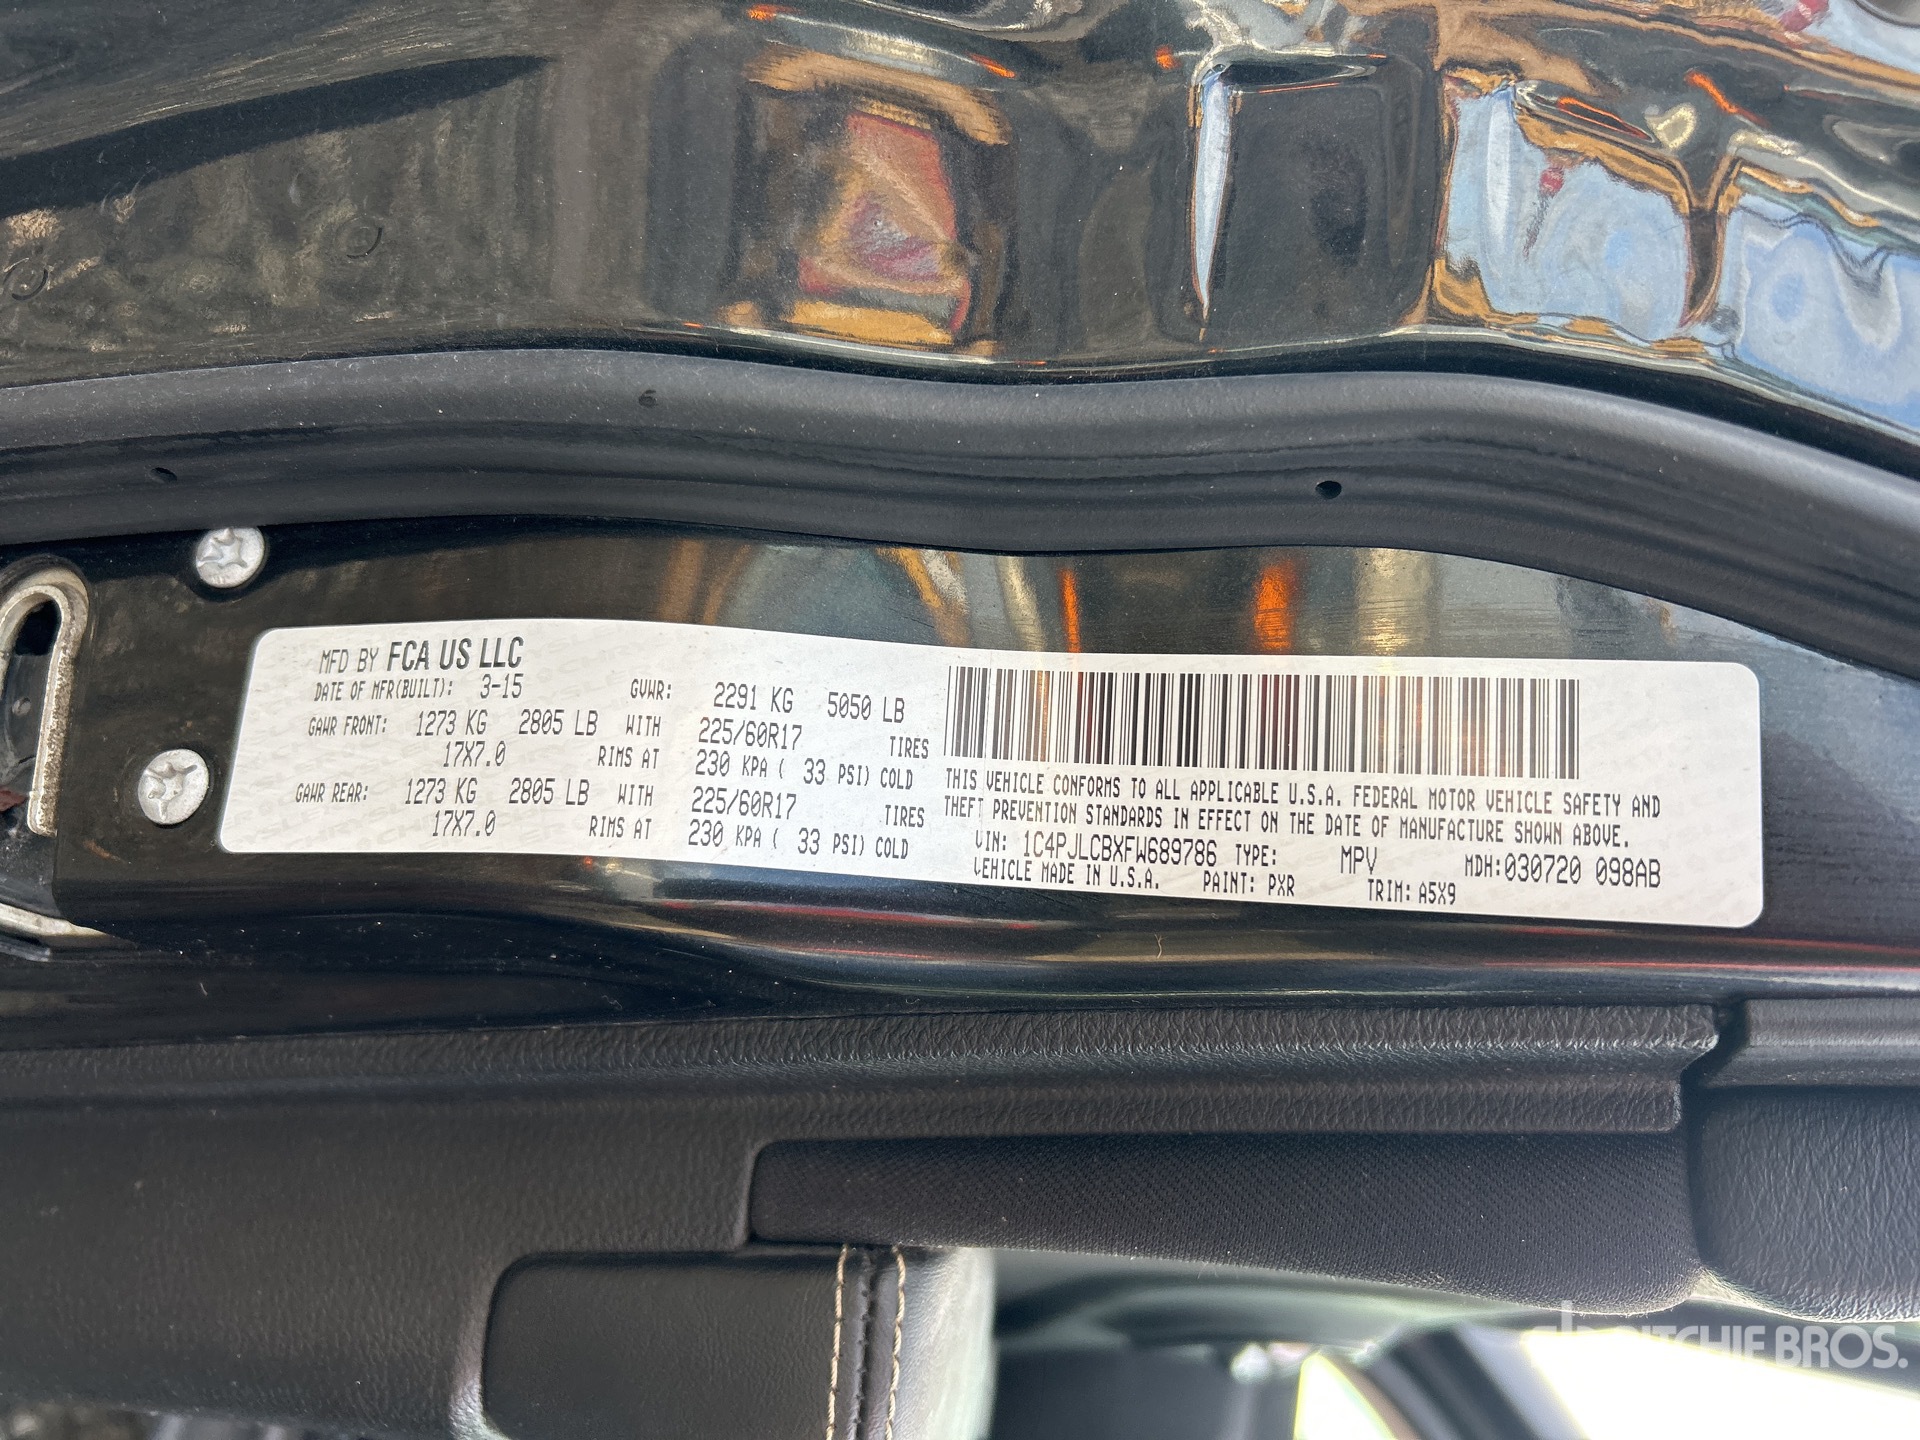 MFD BY FCA US LLC
DATE OF MFR(BUILT): 3-15 GVWR: 2291 KG 5050 LB
GAWR FRONT: 1273 KG 2805 LB WITH 225/60R17 TIRES
17X7.0 RIMS AT 230 KPA ( 33 PSI) COLD
GAWR REAR: 1273 KG 2805 LB WITH 225/60R17 TIRES
17X7.0 RIMS AT 230 KPA ( 33 PSI) COLD
THIS VEHICLE CONFORMS TO ALL APPLICABLE U.S.A. FEDERAL MOTOR VEHICLE SAFETY AND
THEFT PREVENTION STANDARDS IN EFFECT ON THE DATE OF MANUFACTURE SHOWN ABOVE.
VIN: 1C4PJLCBXFW689786 TYPE: MPV MDH:030720 098AB
VEHICLE MADE IN U.S.A. PAINT: PXR TRIM: A5X9
RITCHIE BROS.